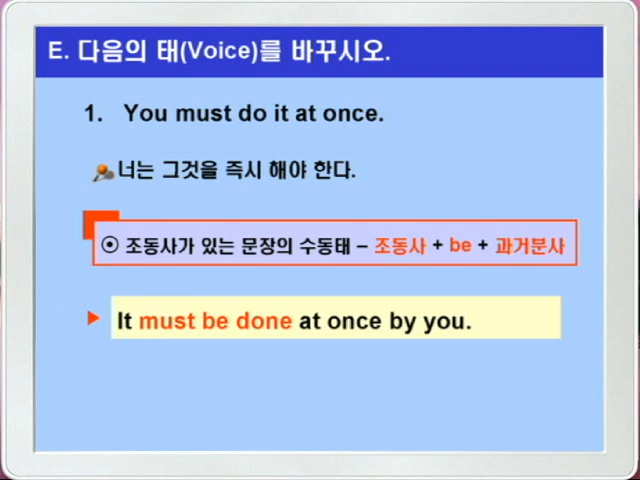 E. 다음의 태(Voice)를 바꾸시오.
1. You must do it at once.
너는 그것을 즉시 해야 한다.
⊙ 조동사가 있는 문장의 수동태 – 조동사 + be + 과거분사
▶ It must be done at once by you.